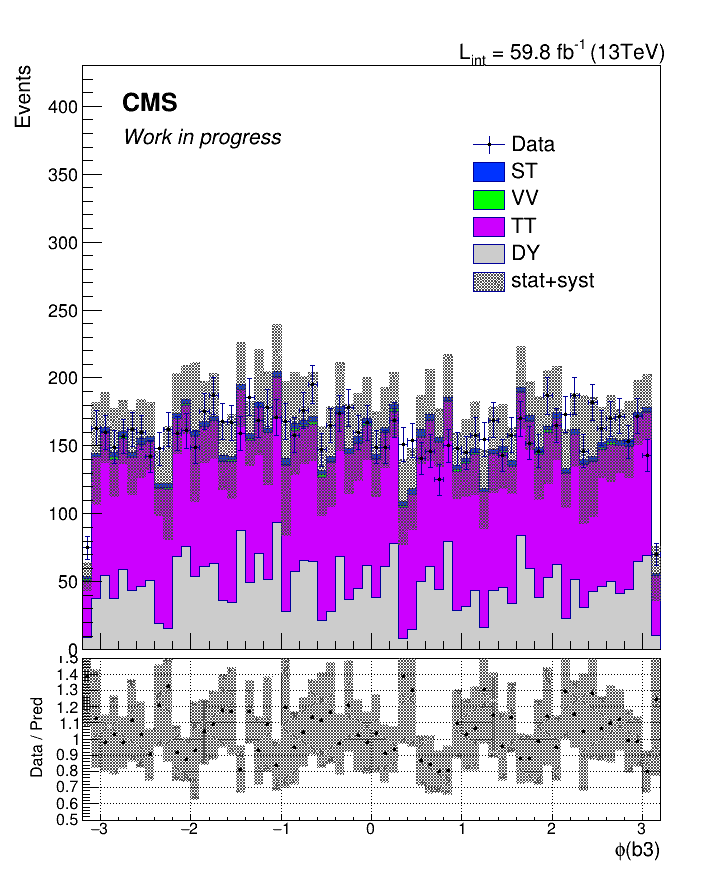 L_int = 59.8 fb^-1 (13TeV)
Events
CMS
Work in progress
Data
ST
VV
TT
DY
stat+syst
400
350
300
250
200
150
100
50
0
1.5
1.4
1.3
1.2
1.1
1
0.9
0.8
0.7
0.6
0.5
Data / Pred
−3 −2 −1 0 1 2 3
ϕ(b3)